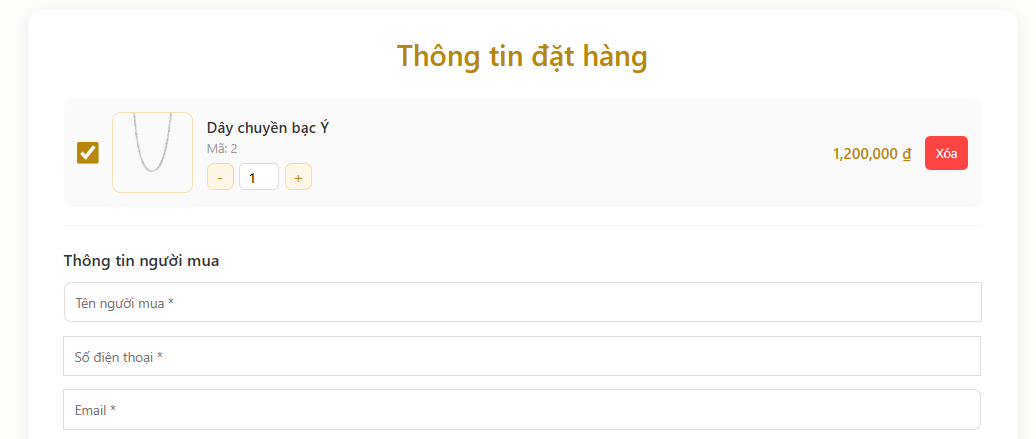 Thông tin đặt hàng
Dây chuyền bạc Ý
Mã: 2
- 1 +
1,200,000 ₫
Xóa
Thông tin người mua
Tên người mua *
Số điện thoại *
Email *